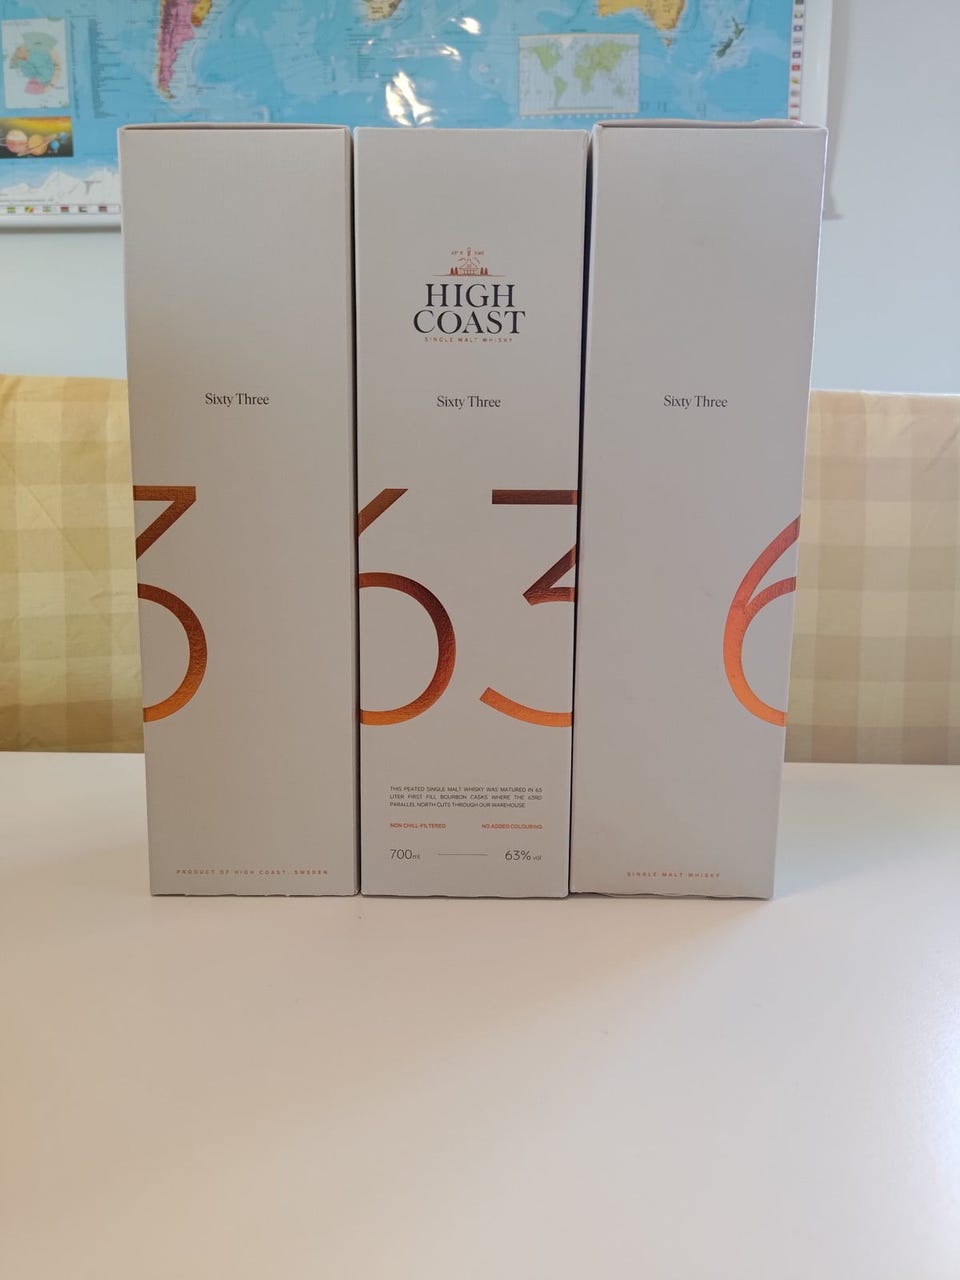 Sixty Three
3
PRODUCT OF HIGH COAST, SWEDEN
63° N
HIGH
COAST
SINGLE MALT WHISKY
Sixty Three
63
THIS PEATED SINGLE MALT WHISKY WAS MATURED IN 63
LITER FIRST FILL BOURBON CASKS WHERE THE 63RD
PARALLEL NORTH CUTS THROUGH OUR WAREHOUSE
NON CHILL-FILTERED NO ADDED COLOURING
700ml 63% vol
Sixty Three
6
SINGLE MALT WHISKY